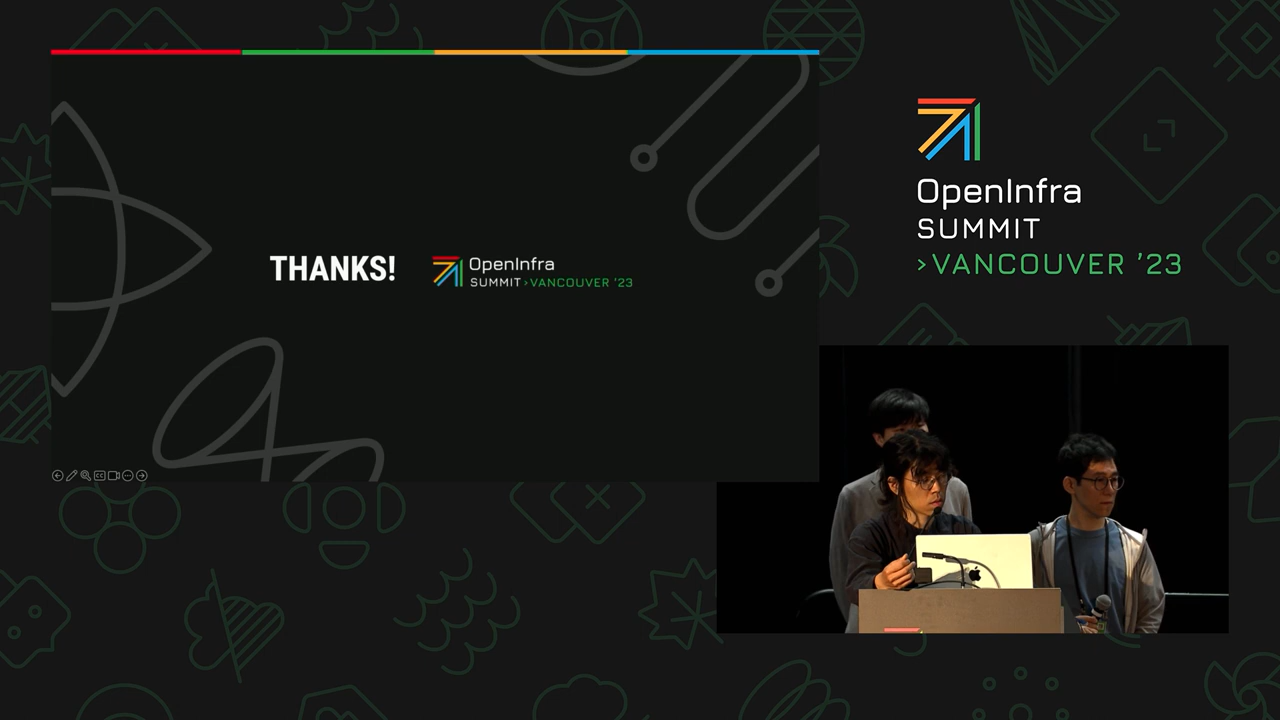 THANKS!
OpenInfra
SUMMIT>VANCOUVER '23
OpenInfra
SUMMIT
>VANCOUVER '23